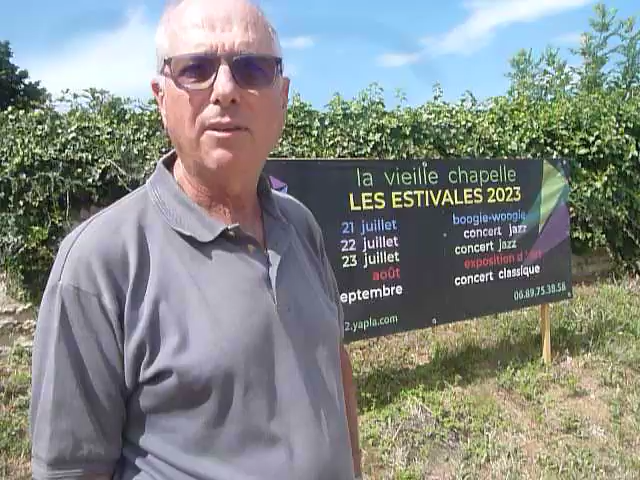 la vieille chapelle
LES ESTIVALES 2023
21 juillet boogie-woogie
22 juillet concert jazz
23 juillet concert jazz
août exposition d'art
eptembre concert classique
2.yapla.com 06.89.75.38.58